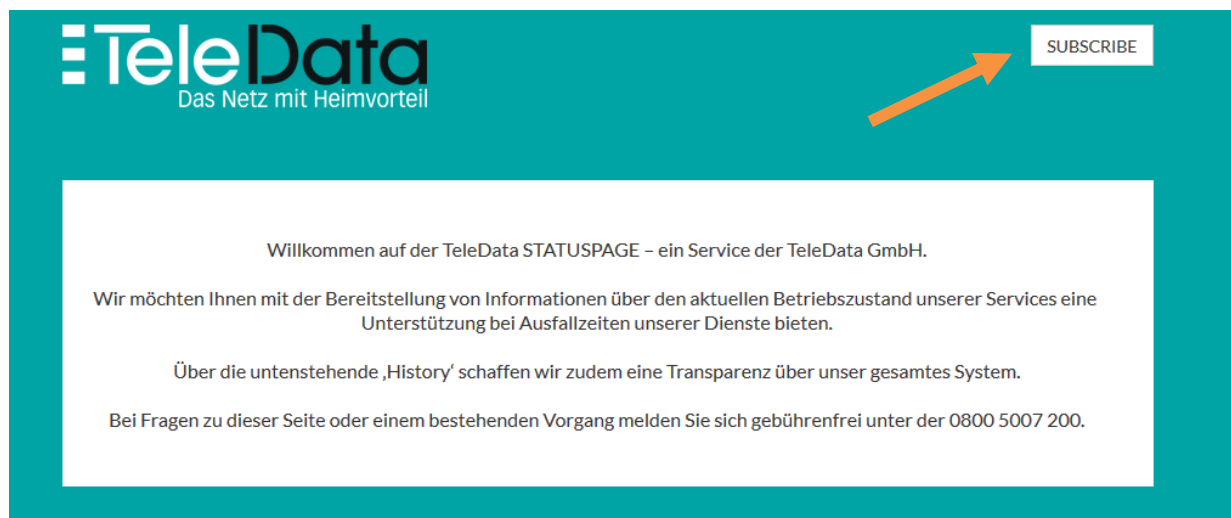 TeleData
Das Netz mit Heimvorteil
SUBSCRIBE
Willkommen auf der TeleData STATUSPAGE – ein Service der TeleData GmbH.
Wir möchten Ihnen mit der Bereitstellung von Informationen über den aktuellen Betriebszustand unserer Services eine
Unterstützung bei Ausfallzeiten unserer Dienste bieten.
Über die untenstehende ‚History‘ schaffen wir zudem eine Transparenz über unser gesamtes System.
Bei Fragen zu dieser Seite oder einem bestehenden Vorgang melden Sie sich gebührenfrei unter der 0800 5007 200.